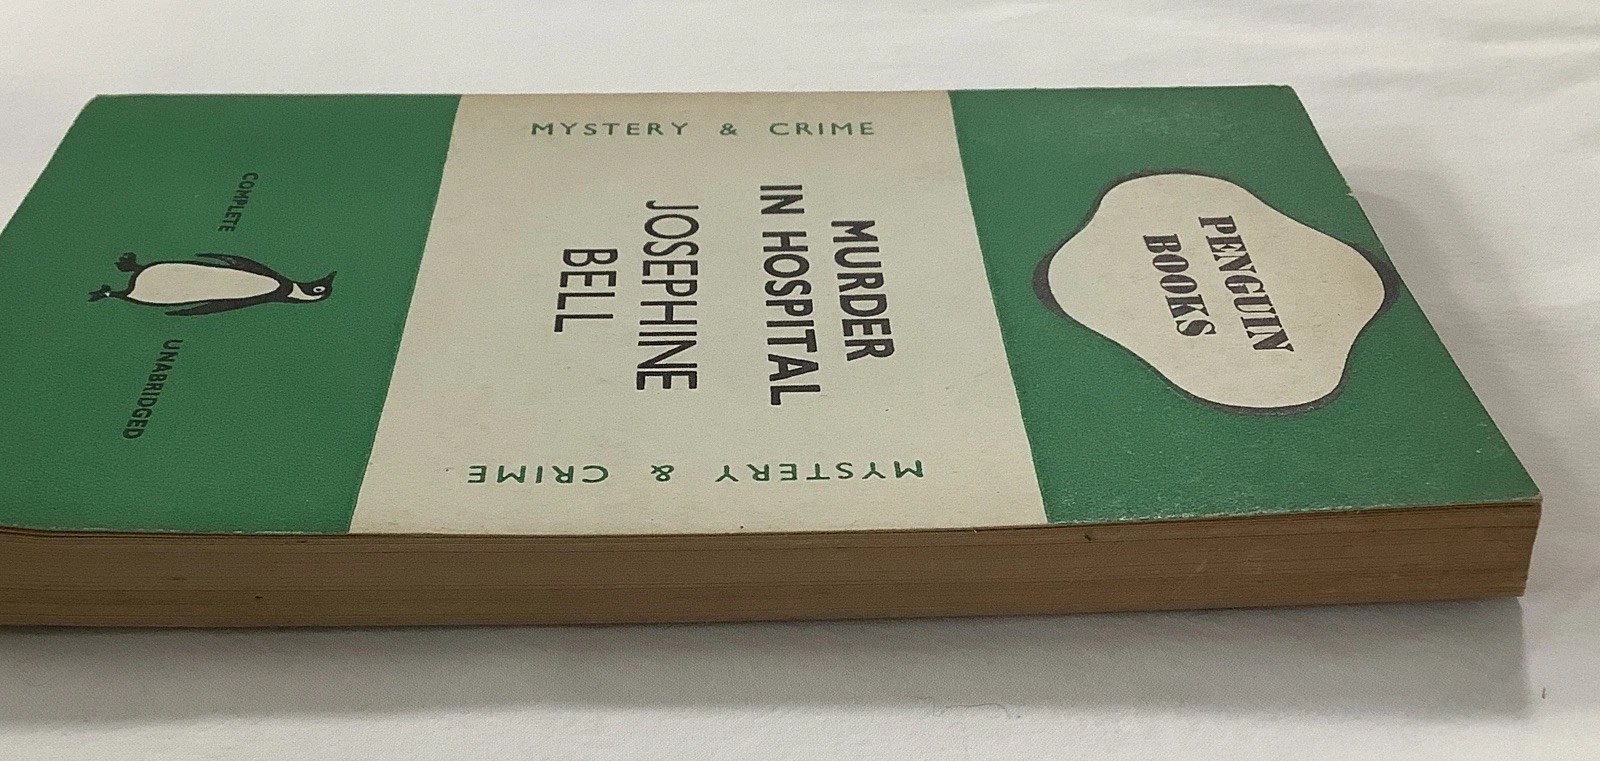 PENGUIN
BOOKS
MYSTERY & CRIME
MURDER
IN HOSPITAL
JOSEPHINE
BELL
MYSTERY & CRIME
COMPLETE
UNABRIDGED